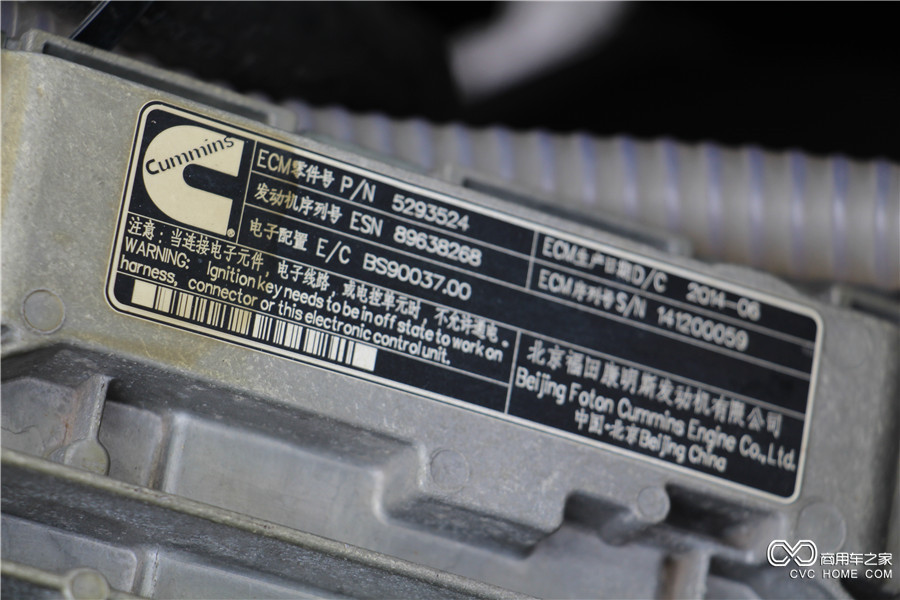 Cummins
ECM零件号 P/N 5293524
发动机序列号 ESN 89638268
电子配置 E/C BS90037.00
ECM生产日期D/C 2014-06
ECM序列号S/N 141200059
注意：当连接电子元件，电子线路，或电控单元时，不允许通电。
WARNING: Ignition key needs to be in off state to work on
harness, connector or this electronic control unit.
北京福田康明斯发动机有限公司
Beijing Foton Cummins Engine Co.,Ltd.
中国·北京Beijing China
商用车之家
CVC HOME.COM